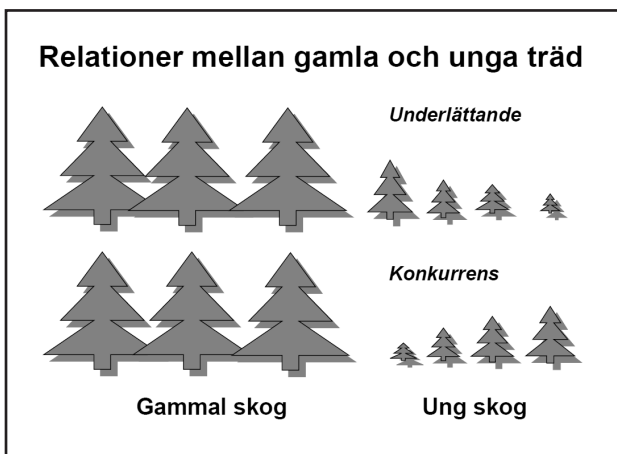 Relationer mellan gamla och unga träd
Underlättande
Konkurrens
Gammal skog
Ung skog